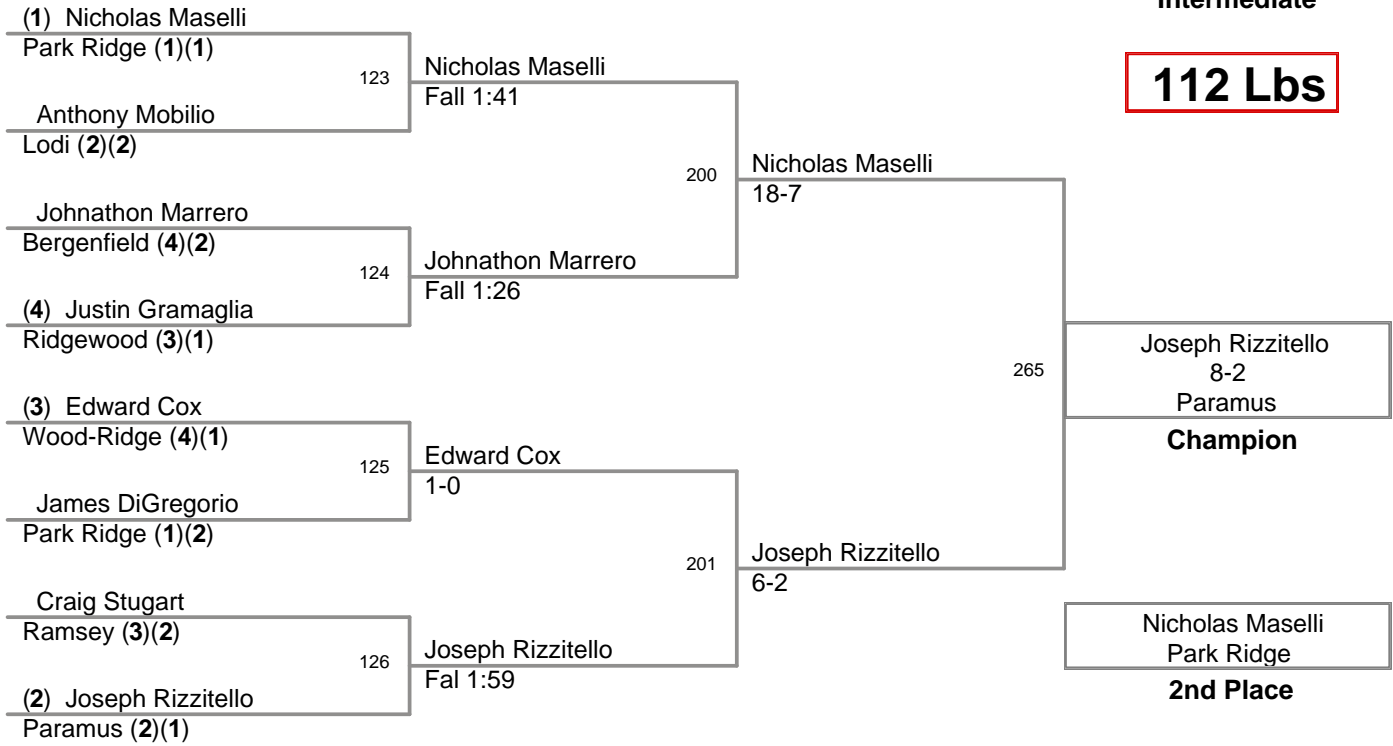 Intermediate
112 Lbs
(1) Nicholas Maselli
Park Ridge (1)(1)
Anthony Mobilio
Lodi (2)(2)
Johnathon Marrero
Bergenfield (4)(2)
(4) Justin Gramaglia
Ridgewood (3)(1)
(3) Edward Cox
Wood-Ridge (4)(1)
James DiGregorio
Park Ridge (1)(2)
Craig Stugart
Ramsey (3)(2)
(2) Joseph Rizzitello
Paramus (2)(1)
123
124
125
126
Nicholas Maselli
Fall 1:41
Johnathon Marrero
Fall 1:26
Edward Cox
1-0
Joseph Rizzitello
Fal 1:59
200
201
Nicholas Maselli
18-7
Joseph Rizzitello
6-2
265
Joseph Rizzitello
8-2
Paramus
Champion
Nicholas Maselli
Park Ridge
2nd Place